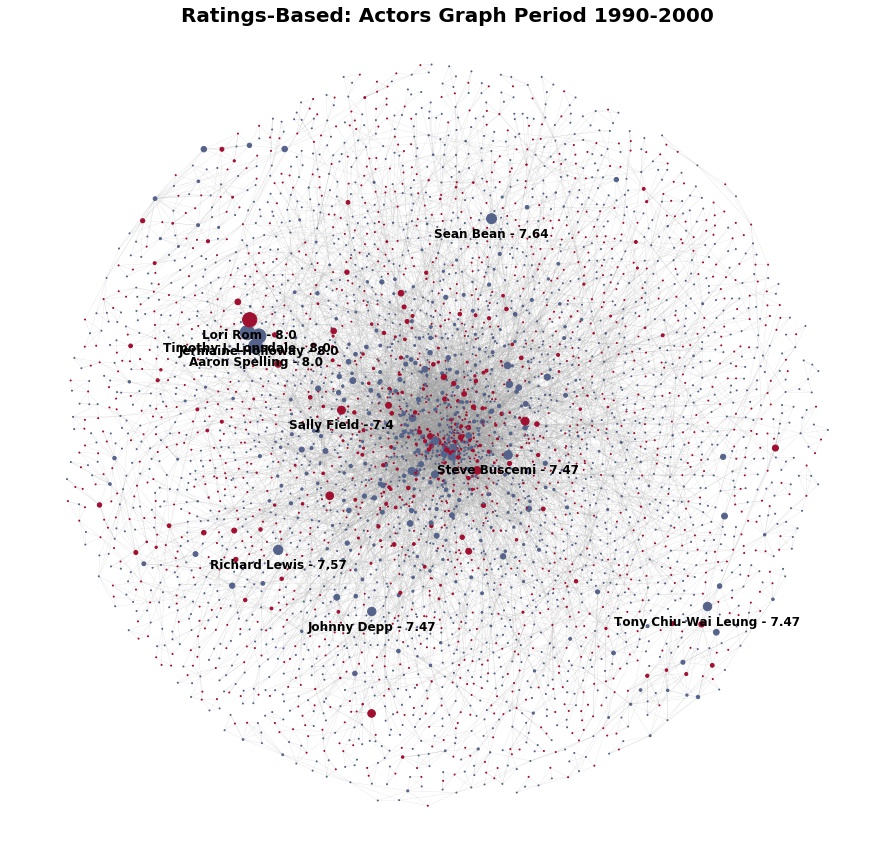 Ratings-Based: Actors Graph Period 1990-2000
Sean Bean - 7.64
Lori Rom - 8.0
Timothy L. Lonsdale - 8.0
Jermaine Holloway - 8.0
Aaron Spelling - 8.0
Sally Field - 7.4
Steve Buscemi - 7.47
Richard Lewis - 7.57
Tony Chiu-Wai Leung - 7.47
Johnny Depp - 7.47